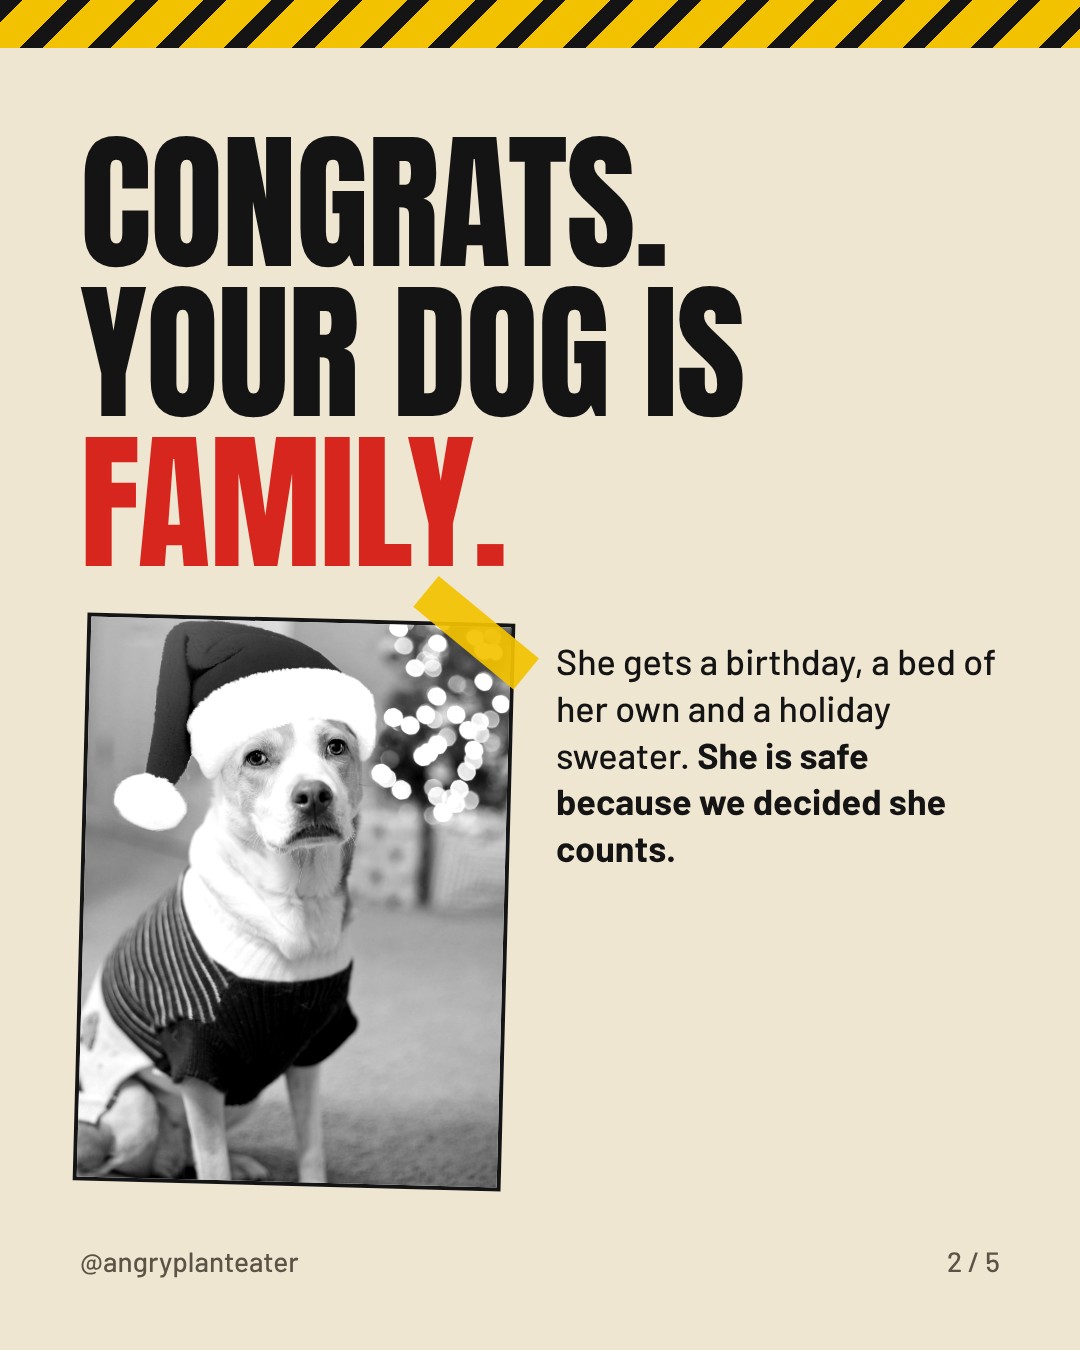 CONGRATS.
YOUR DOG IS
FAMILY.
She gets a birthday, a bed of
her own and a holiday
sweater. She is safe
because we decided she
counts.
@angryplanteater
2 / 5